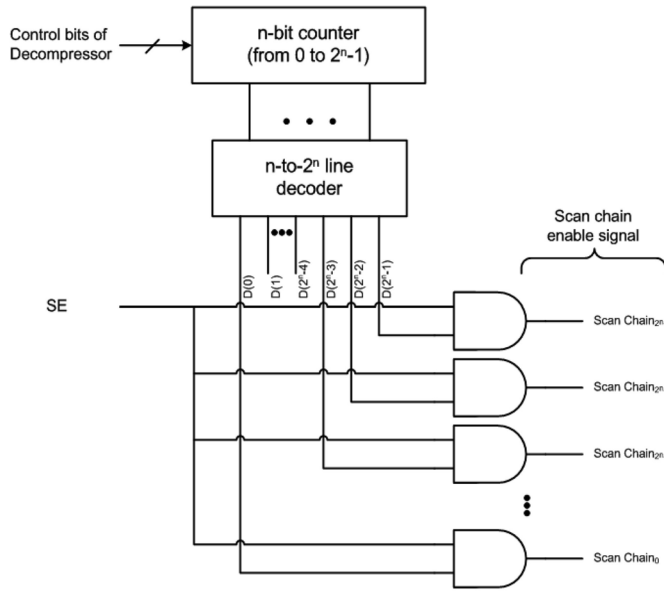 Control bits of
Decompressor
n-bit counter
(from 0 to 2ⁿ-1)
n-to-2ⁿ line
decoder
Scan chain
enable signal
D(0)
D(1)
D(2ⁿ-4)
D(2ⁿ-3)
D(2ⁿ-2)
D(2ⁿ-1)
SE
Scan Chain₂ₙ
Scan Chain₂ₙ
Scan Chain₂ₙ
Scan Chain₀